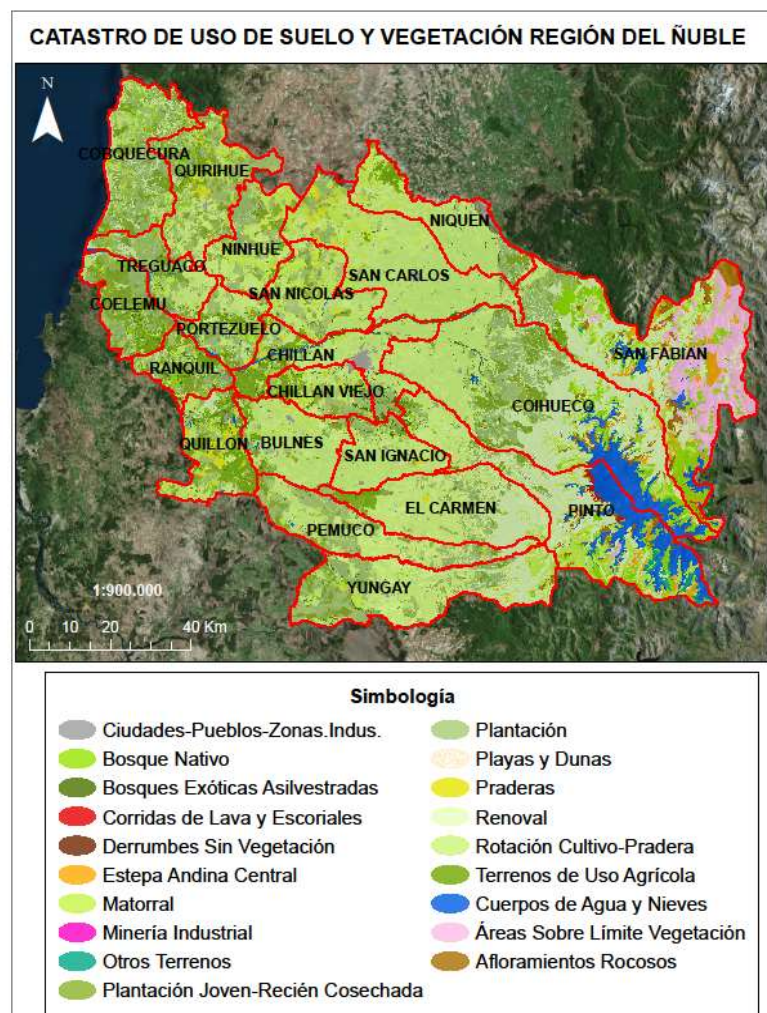 CATASTRO DE USO DE SUELO Y VEGETACIÓN REGIÓN DEL ÑUBLE
N
COBQUECURA
QUIRIHUE
NIQUEN
NINHUE
TREGUACO
SAN CARLOS
SAN NICOLAS
COELEMU
PORTEZUELO
CHILLAN
SAN FABIAN
RANQUIL
CHILLAN VIEJO
COIHUECO
QUILLON
BULNES
SAN IGNACIO
EL CARMEN
PINTO
PEMUCO
YUNGAY
1:900.000
0 10 20 40 Km
Simbología
Ciudades-Pueblos-Zonas.Indus.
Bosque Nativo
Bosques Exóticas Asilvestradas
Corridas de Lava y Escoriales
Derrumbes Sin Vegetación
Estepa Andina Central
Matorral
Minería Industrial
Otros Terrenos
Plantación Joven-Recién Cosechada
Plantación
Playas y Dunas
Praderas
Renoval
Rotación Cultivo-Pradera
Terrenos de Uso Agrícola
Cuerpos de Agua y Nieves
Áreas Sobre Límite Vegetación
Afloramientos Rocosos